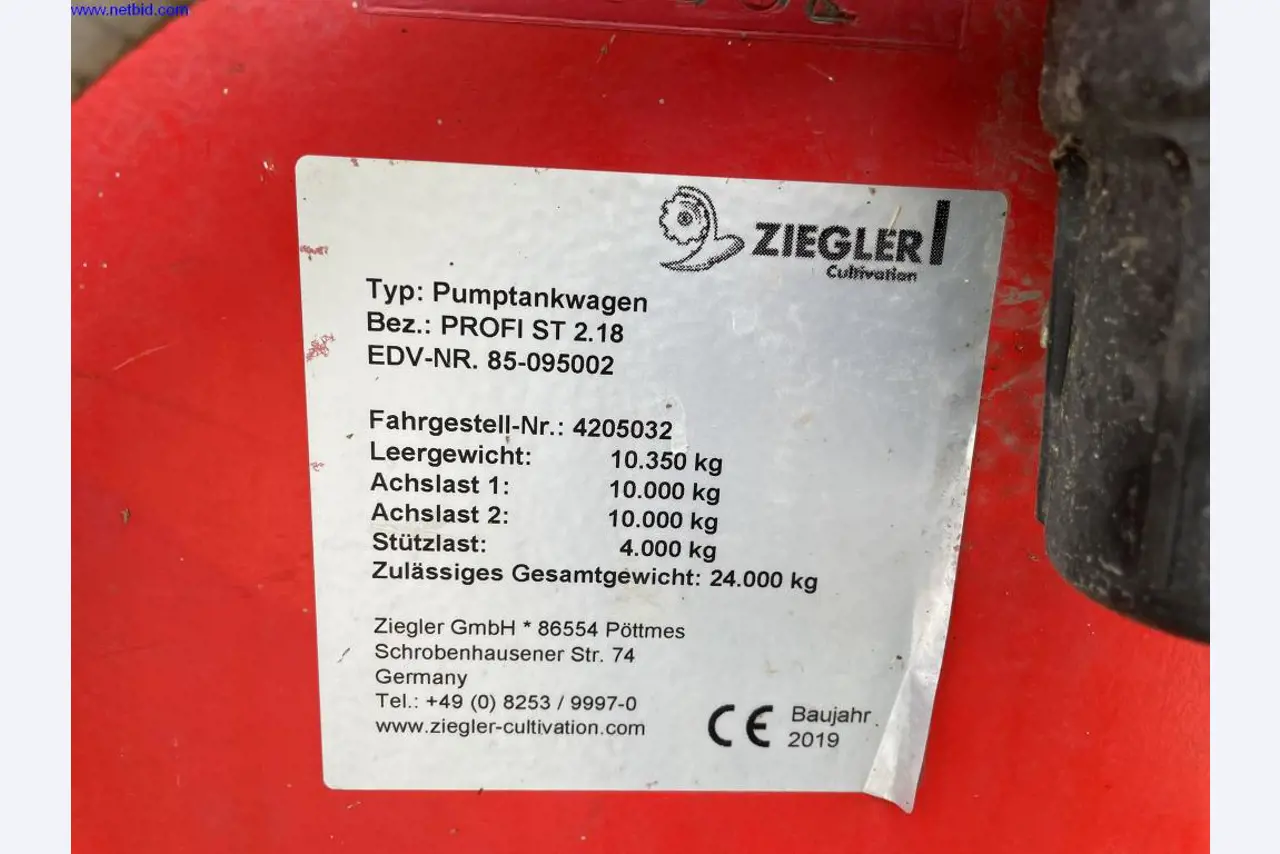 www.netbid.com
ZIEGLER
Cultivation
Typ: Pumptankwagen
Bez.: PROFI ST 2.18
EDV-NR. 85-095002
Fahrgestell-Nr.: 4205032
Leergewicht: 10.350 kg
Achslast 1: 10.000 kg
Achslast 2: 10.000 kg
Stützlast: 4.000 kg
Zulässiges Gesamtgewicht: 24.000 kg
Ziegler GmbH * 86554 Pöttmes
Schrobenhausener Str. 74
Germany
Tel.: +49 (0) 8253 / 9997-0
www.ziegler-cultivation.com
CE Baujahr
2019